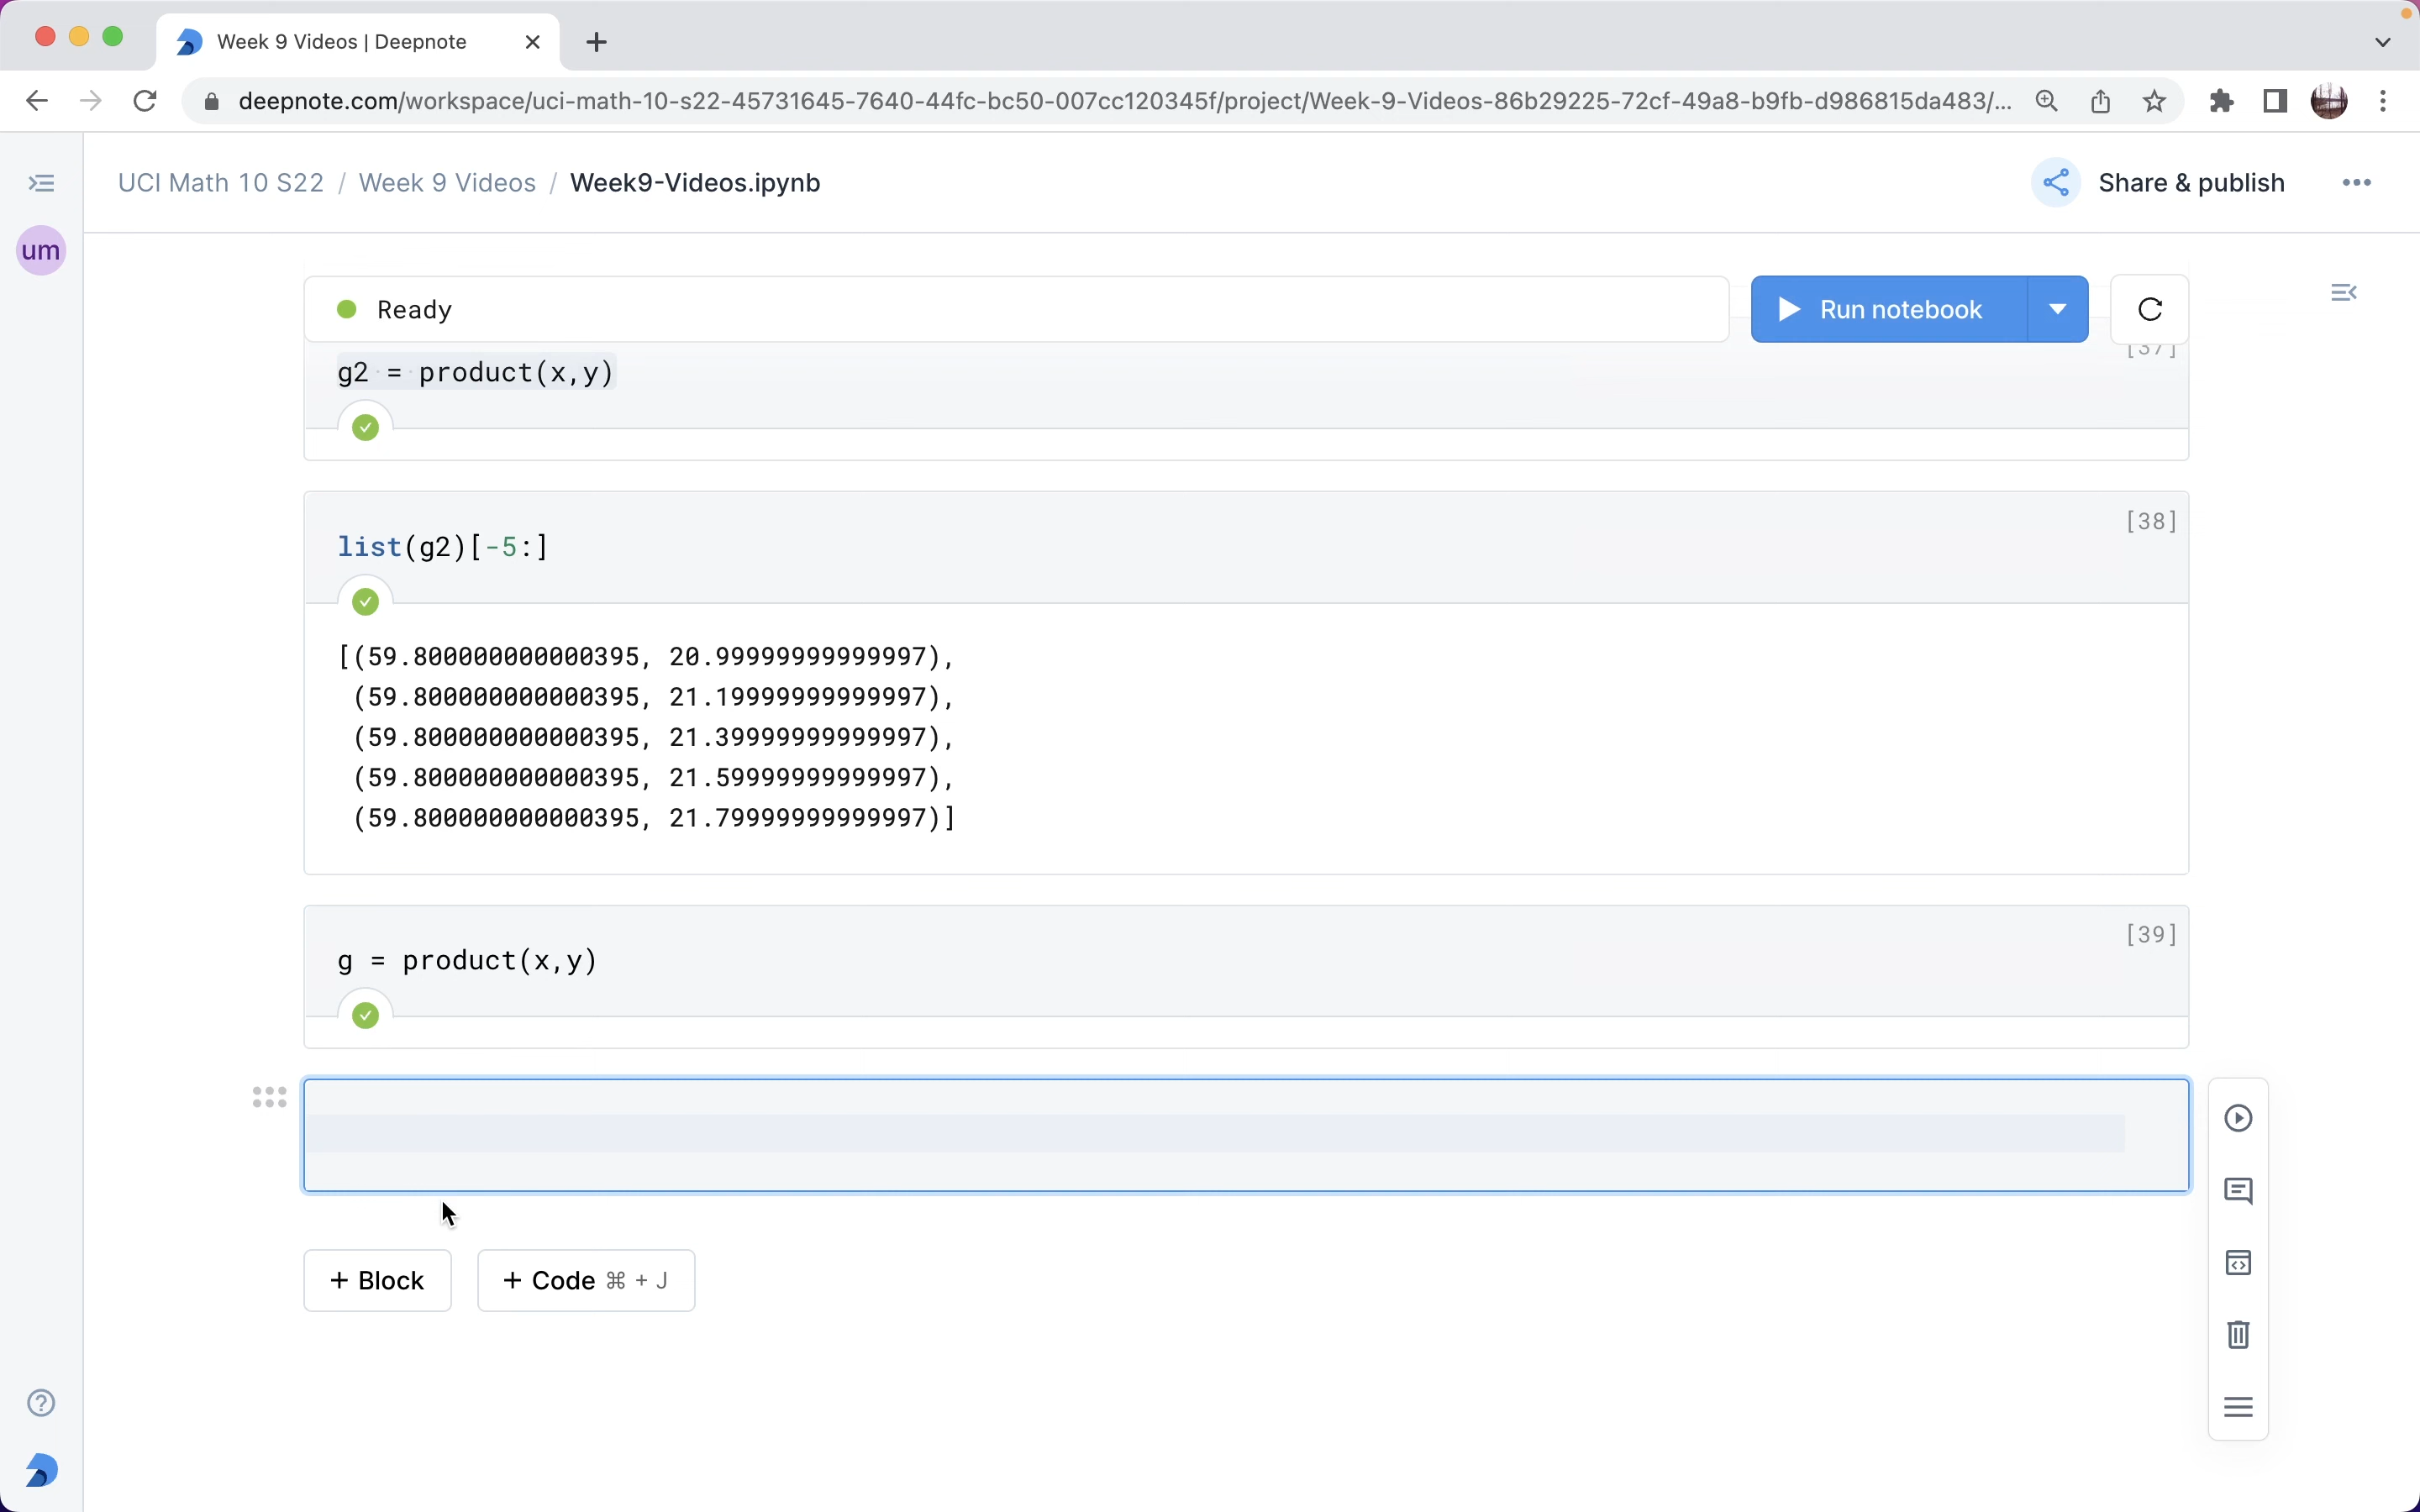 Week 9 Videos | Deepnote
deepnote.com/workspace/uci-math-10-s22-45731645-7640-44fc-bc50-007cc120345f/project/Week-9-Videos-86b29225-72cf-49a8-b9fb-d986815da483/...
UCI Math 10 S22 / Week 9 Videos / Week9-Videos.ipynb
Share & publish
um
Ready
Run notebook
[37]
g2 = product(x,y)
[38]
list(g2)[-5:]
[(59.800000000000395, 20.99999999999997),
(59.800000000000395, 21.19999999999997),
(59.800000000000395, 21.39999999999997),
(59.800000000000395, 21.59999999999997),
(59.800000000000395, 21.79999999999997)]
[39]
g = product(x,y)
+ Block
+ Code ⌘ + J